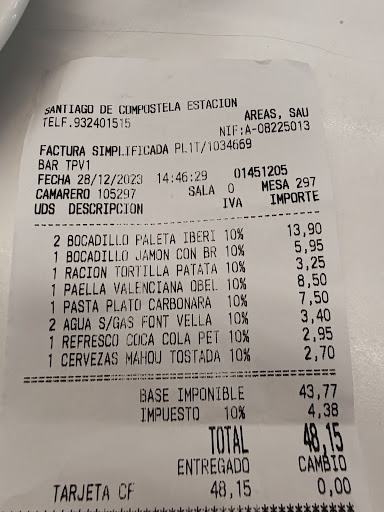 SANTIAGO DE COMPOSTELA ESTACION
TELF.932401515 AREAS, SAU
NIF:A-08225013
FACTURA SIMPLIFICADA PL1T/1034669
BAR TPV1
FECHA 28/12/2023 14:46:29 01451205
CAMARERO 105297 SALA 0 MESA 297
UDS DESCRIPCION IVA IMPORTE
2 BOCADILLO PALETA IBERI 10% 13,90
1 BOCADILLO JAMON CON BR 10% 5,95
1 RACION TORTILLA PATATA 10% 3,25
1 PAELLA VALENCIANA OBEL 10% 8,50
1 PASTA PLATO CARBONARA 10% 7,50
2 AGUA S/GAS FONT VELLA 10% 3,40
1 REFRESCO COCA COLA PET 10% 2,95
1 CERVEZAS MAHOU TOSTADA 10% 2,70
BASE IMPONIBLE 43,77
IMPUESTO 10% 4,38
TOTAL 48,15
ENTREGADO CAMBIO
TARJETA CF 48,15 0,00